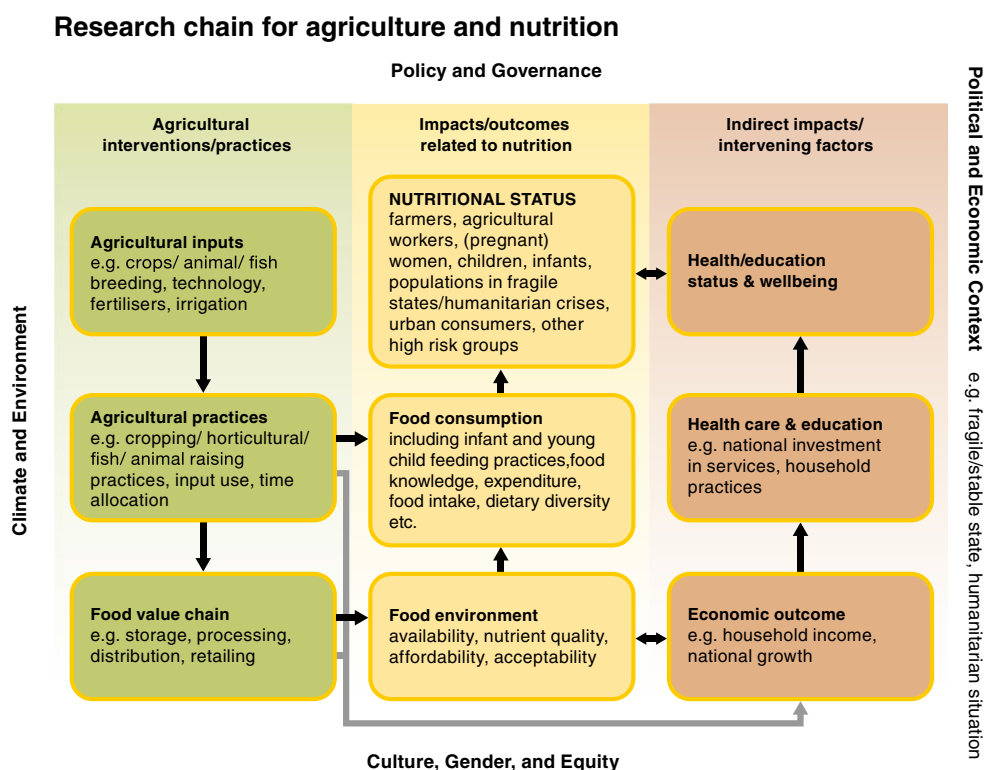 Research chain for agriculture and nutrition
Policy and Governance
Climate and Environment
Agricultural
interventions/practices
Agricultural inputs
e.g. crops/ animal/ fish
breeding, technology,
fertilisers, irrigation
Agricultural practices
e.g. cropping/ horticultural/
fish/ animal raising
practices, input use, time
allocation
Food value chain
e.g. storage, processing,
distribution, retailing
Impacts/outcomes
related to nutrition
NUTRITIONAL STATUS
farmers, agricultural
workers, (pregnant)
women, children, infants,
populations in fragile
states/humanitarian crises,
urban consumers, other
high risk groups
Food consumption
including infant and young
child feeding practices,food
knowledge, expenditure,
food intake, dietary diversity
etc.
Food environment
availability, nutrient quality,
affordability, acceptability
Indirect impacts/
intervening factors
Health/education
status & wellbeing
Health care & education
e.g. national investment
in services, household
practices
Economic outcome
e.g. household income,
national growth
Political and Economic Context e.g. fragile/stable state, humanitarian situation
Culture, Gender, and Equity